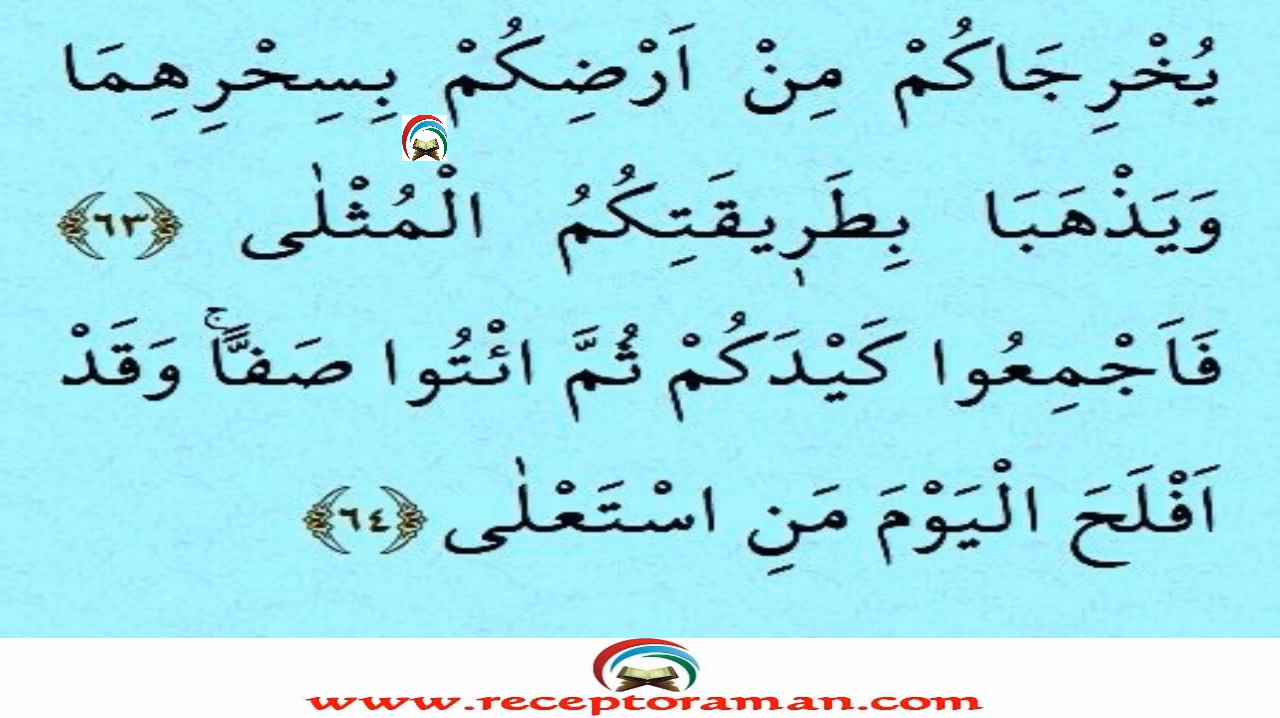 يُخْرِجَاكُمْ مِنْ اَرْضِكُمْ بِسِحْرِهِمَا
وَيَذْهَبَا بِطَرٖيقَتِكُمُ الْمُثْلٰى ﴿٦٣﴾
فَاَجْمِعُوا كَيْدَكُمْ ثُمَّ ائْتُوا صَفًّاۚ وَقَدْ
اَفْلَحَ الْيَوْمَ مَنِ اسْتَعْلٰى ﴿٦٤﴾
www.receptoraman.com